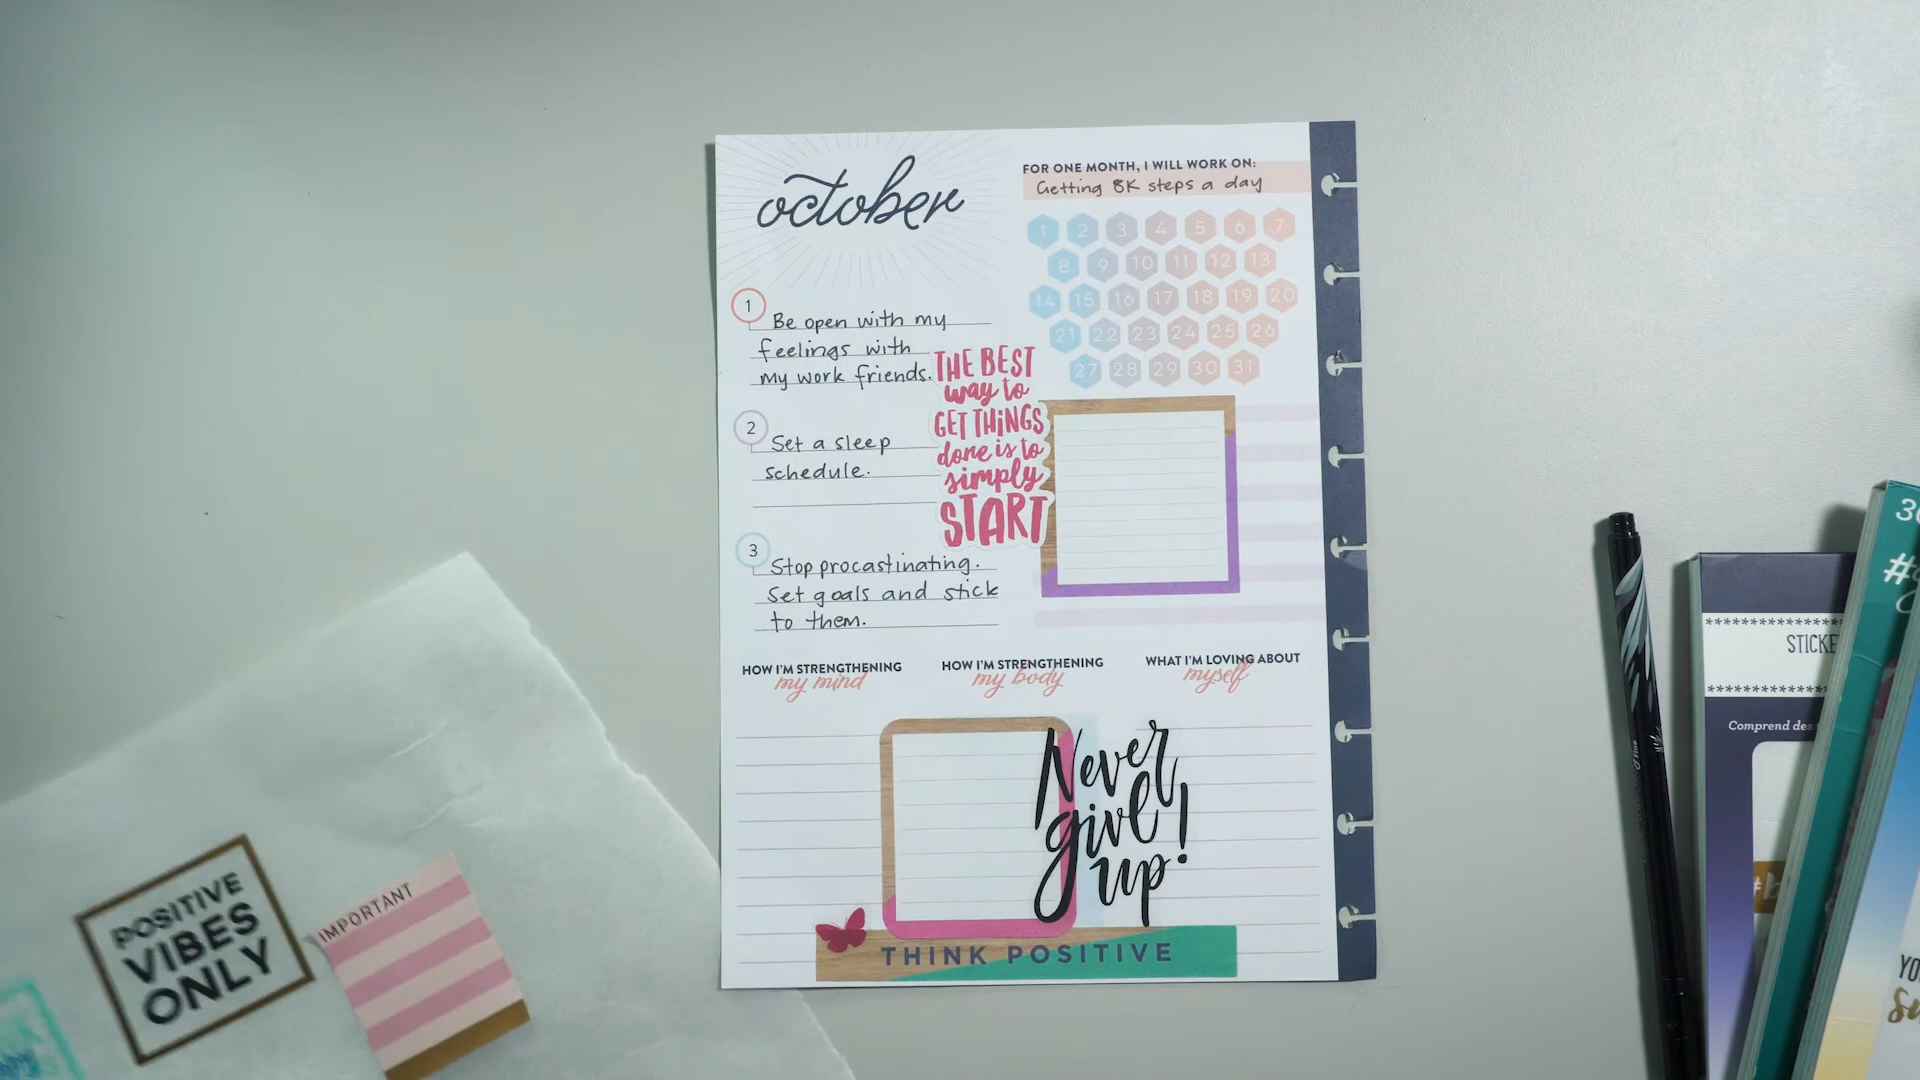 october
FOR ONE MONTH, I WILL WORK ON:
Getting 8K steps a day
1 2 3 4 5 6 7
8 9 10 11 12 13
14 15 16 17 18 19 20
21 22 23 24 25 26
27 28 29 30 31
1
Be open with my
feelings with
my work friends.
2
Set a sleep
schedule.
3
Stop procastinating.
Set goals and stick
to them.
THE BEST
way to
GET THiNGS
done is to
simply
START
HOW I'M STRENGTHENING
my mind
HOW I'M STRENGTHENING
my body
WHAT I'M LOVING ABOUT
myself
Never
give
up!
THINK POSITIVE
POSITIVE
VIBES
ONLY
IMPORTANT
Comprend des